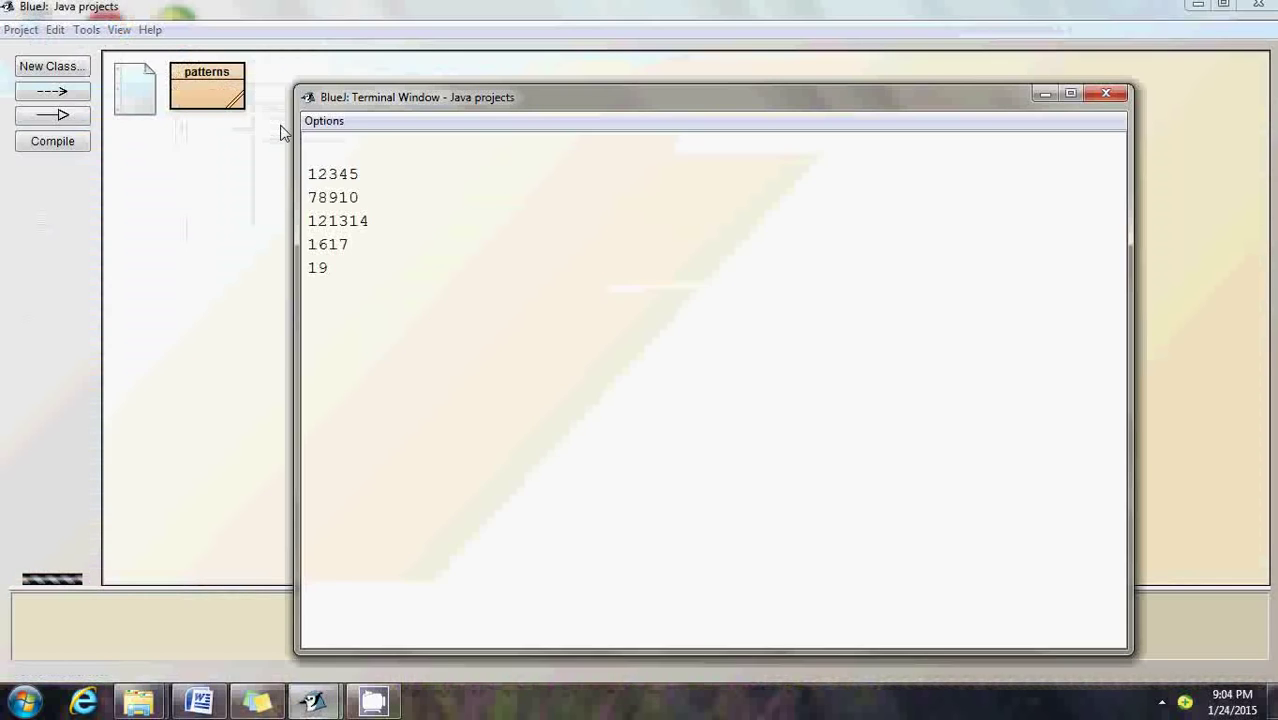 BlueJ: Java projects
Project Edit Tools View Help
New Class...
Compile
patterns
BlueJ: Terminal Window - Java projects
Options
12345
78910
121314
1617
19
9:04 PM
1/24/2015